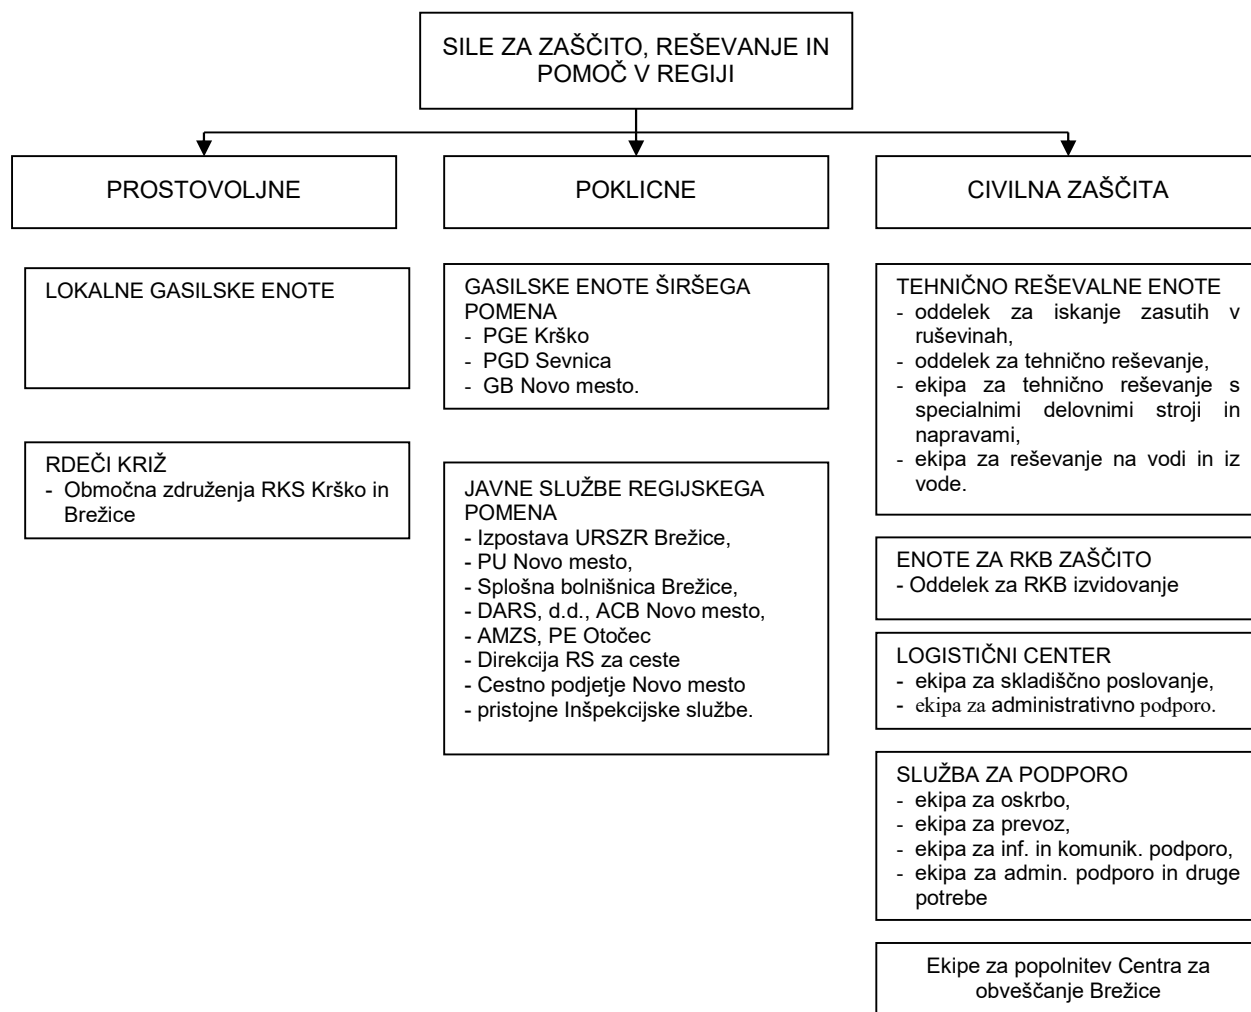 SILE ZA ZAŠČITO, REŠEVANJE IN
POMOČ V REGIJI
PROSTOVOLJNE
POKLICNE
CIVILNA ZAŠČITA
LOKALNE GASILSKE ENOTE
RDEČI KRIŽ
- Območna združenja RKS Krško in
Brežice
GASILSKE ENOTE ŠIRŠEGA
POMENA
- PGE Krško
- PGD Sevnica
- GB Novo mesto.
JAVNE SLUŽBE REGIJSKEGA
POMENA
- Izpostava URSZR Brežice,
- PU Novo mesto,
- Splošna bolnišnica Brežice,
- DARS, d.d., ACB Novo mesto,
- AMZS, PE Otočec
- Direkcija RS za ceste
- Cestno podjetje Novo mesto
- pristojne Inšpekcijske službe.
TEHNIČNO REŠEVALNE ENOTE
- oddelek za iskanje zasutih v
ruševinah,
- oddelek za tehnično reševanje,
- ekipa za tehnično reševanje s
specialnimi delovnimi stroji in
napravami,
- ekipa za reševanje na vodi in iz
vode.
ENOTE ZA RKB ZAŠČITO
- Oddelek za RKB izvidovanje
LOGISTIČNI CENTER
- ekipa za skladiščno poslovanje,
- ekipa za administrativno podporo.
SLUŽBA ZA PODPORO
- ekipa za oskrbo,
- ekipa za prevoz,
- ekipa za inf. in komunik. podporo,
- ekipa za admin. podporo in druge
potrebe
Ekipe za popolnitev Centra za
obveščanje Brežice